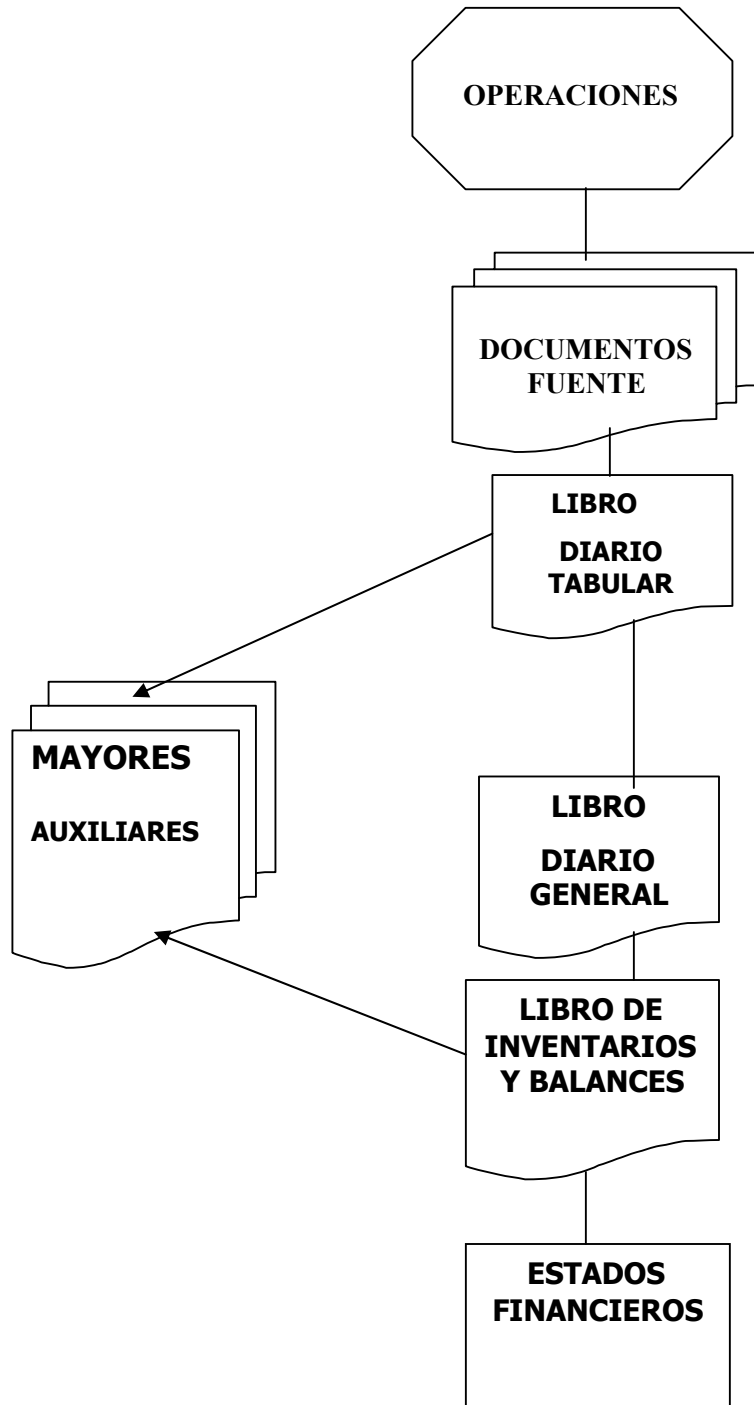 OPERACIONES
DOCUMENTOS
FUENTE
LIBRO
DIARIO
TABULAR
MAYORES
AUXILIARES
LIBRO
DIARIO
GENERAL
LIBRO DE
INVENTARIOS
Y BALANCES
ESTADOS
FINANCIEROS